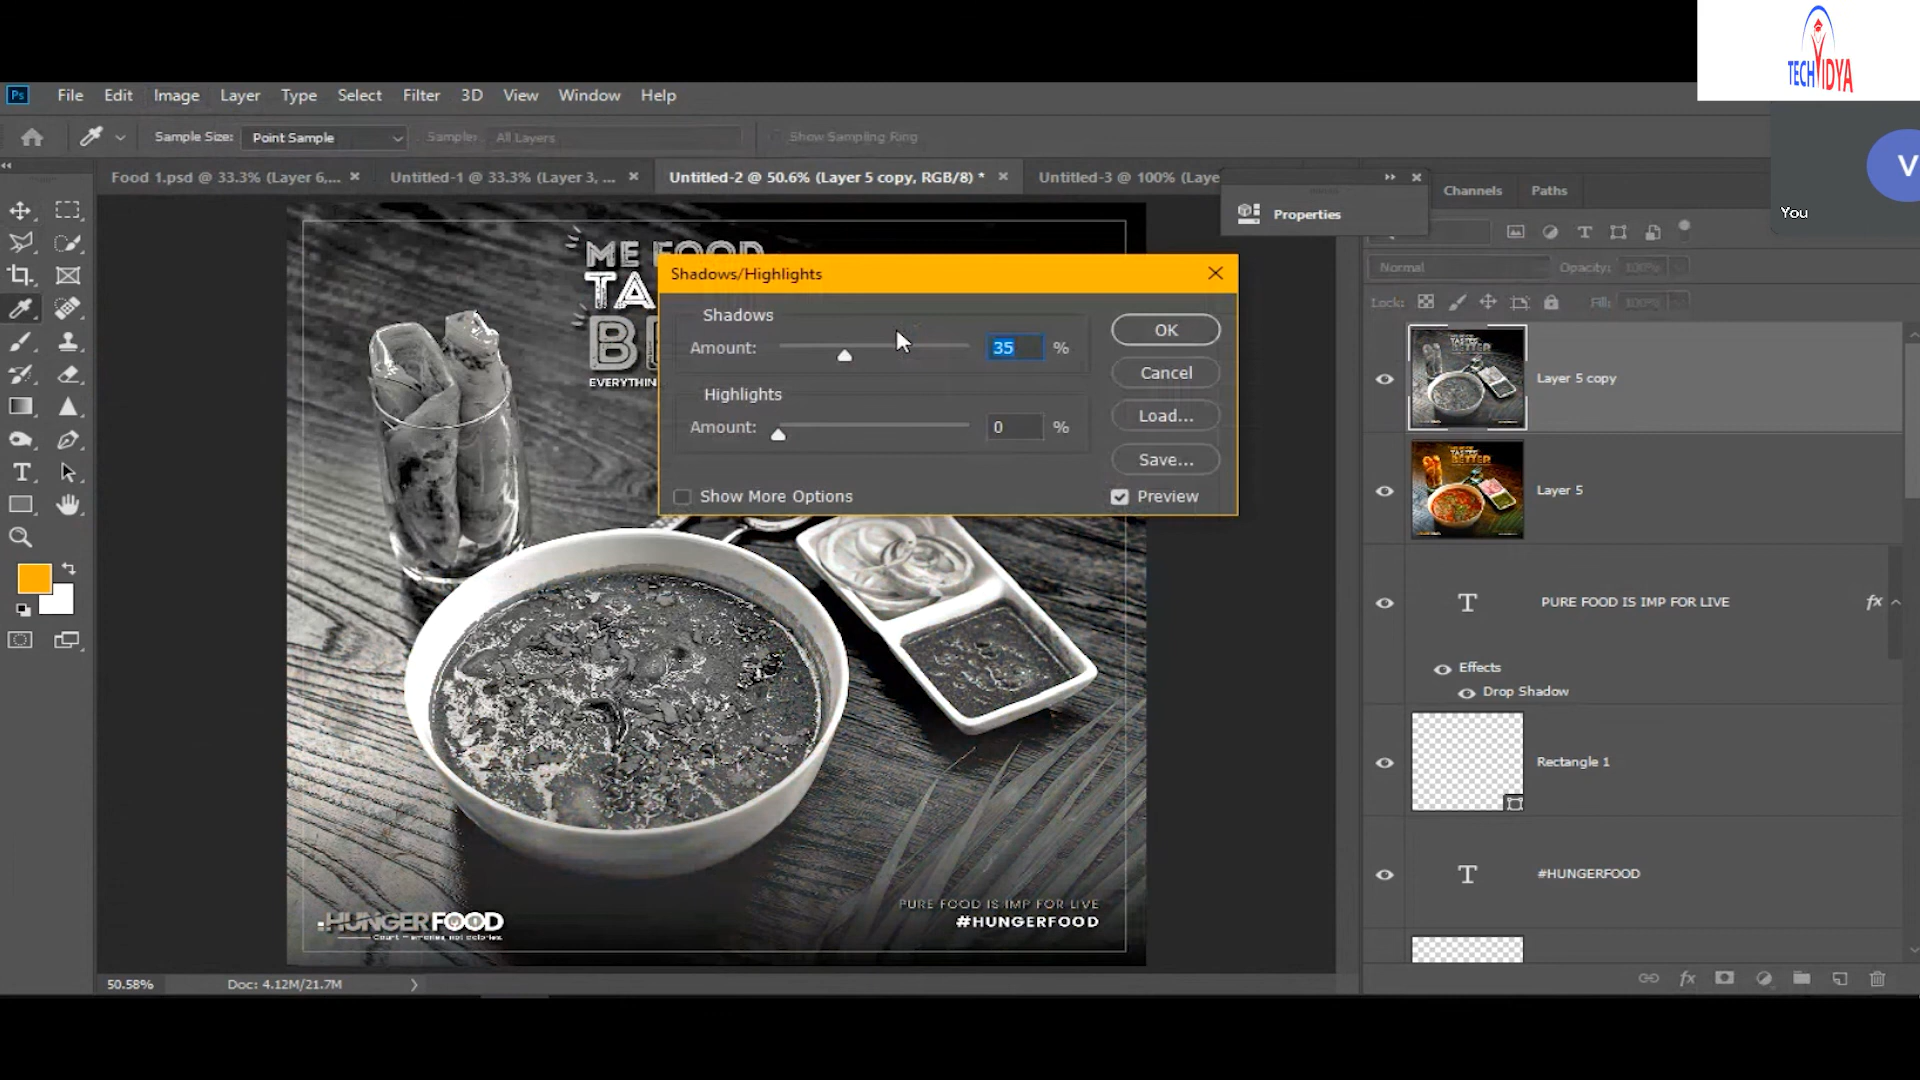 TECHVIDYA
Ps File Edit Image Layer Type Select Filter 3D View Window Help
Sample Size: Point Sample Sample: All Layers Show Sampling Ring
V
You
Food 1.psd @ 33.3% (Layer 6,... × Untitled-1 @ 33.3% (Layer 3, ... × Untitled-2 @ 50.6% (Layer 5 copy, RGB/8) * × Untitled-3 @ 100% (Laye
Properties
Channels Paths
Normal Opacity: 100%
Lock: Fill: 100%
ME FOOD
TA
B
EVERYTHIN
Shadows/Highlights
Shadows
Amount: 35 %
Highlights
Amount: 0 %
Show More Options
OK
Cancel
Load...
Save...
Preview
Layer 5 copy
Layer 5
T PURE FOOD IS IMP FOR LIVE fx
Effects
Drop Shadow
Rectangle 1
T #HUNGERFOOD
HUNGERFOOD
Count memories, not calories.
PURE FOOD IS IMP FOR LIVE
#HUNGERFOOD
50.58% Doc: 4.12M/21.7M
fx